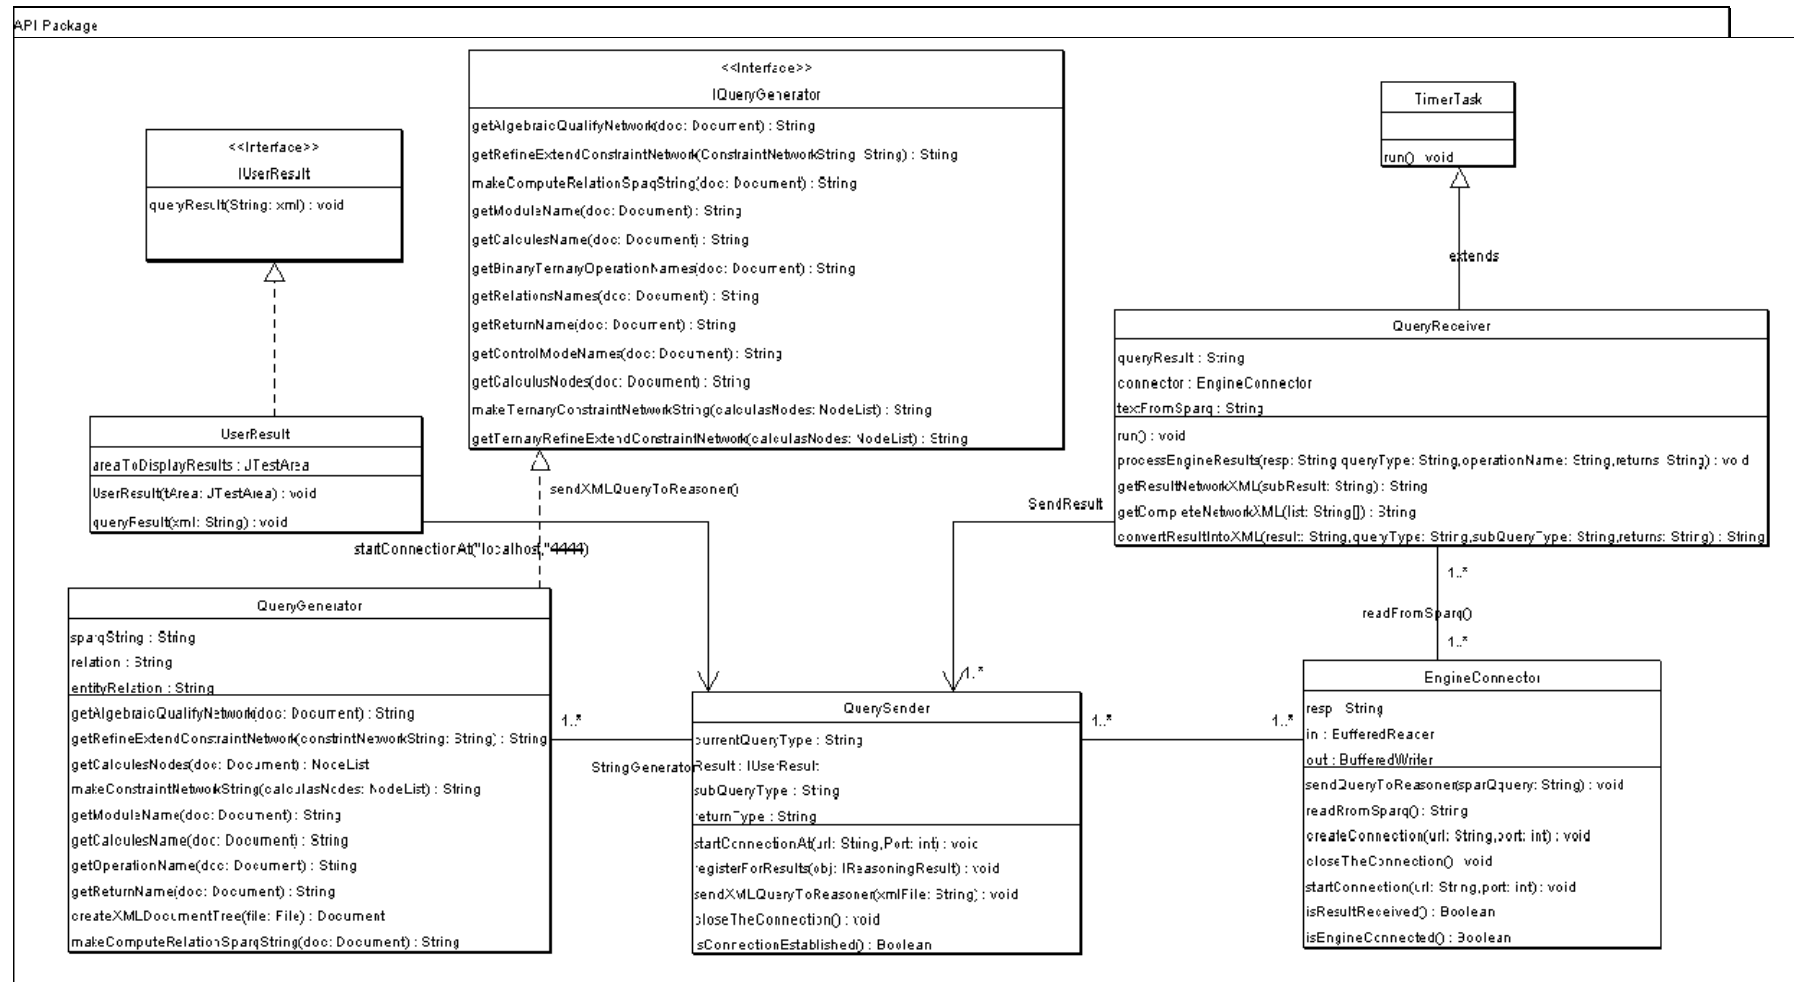 API Package
<<Interface>>
IUserResult
queryResult(String: xml) : void
<<Interface>>
IQueryGenerator
getAlgebraicQualifyNetwork(doc: Document) : String
getRefineExtendConstraintNetwork(ConstraintNetworkString String) : String
makeComputeRelationSpaqString(doc: Document) : String
getModuleName(doc: Document) : String
getCalculesName(doc: Document) : String
getBinaryTernaryOperationNames(doc: Document) : String
getRelationsNames(doc: Document) : String
getReturnName(doc: Document) : String
getControlModeNames(doc: Document) : String
getCalculusNodes(doc: Document) : String
makeTernaryConstraintNetworkString(calculasNodes: NodeList) : String
getTernaryRefineExtendConstraintNetwork(calculasNodes: NodeList) : String
TimerTask
run() void
extends
QueryReceiver
queryResult : String
connector : EngineConnector
textFromSparq : String
run() : void
processEngineResults(resp: String queryType: String,operationName: String,returns String) : void
getResultNetworkXML(subResult: String) : String
getCompleteNetworkXML(list: String[]) : String
convertResultIntoXML(result: String,queryType: String,subQueryType: String,returns: String) : String
UserResult
areaToDisplayResults : JTestArea
UserResult(tArea: JTestArea) : void
queryResult(xml: String) : void
sendXMLQueryToReasoner()
SendResult
startConnectionAt("localhost,"4444)
QueryGenerator
sparqString : String
relation : String
entityRelation : String
getAlgebraicQualifyNetwork(doc: Document) : String
getRefineExtendConstraintNetwork(constrintNetworkString: String) : String
getCalculesNodes(doc: Document) : NodeList
makeConstraintNetworkString(calculasNodes: NodeList) : String
getModuleName(doc: Document) : String
getCalculesName(doc: Document) : String
getOperationName(doc: Document) : String
getReturnName(doc: Document) : String
createXMLDocumentTree(file: File) : Document
makeComputeRelationSparqString(doc: Document) : String
1..*
StringGenerator
1..*
QuerySender
currentQueryType : String
Result : IUserResult
subQueryType : String
returnType : String
startConnectionAt(url: String,Port: int) : void
registerForResults(obj: IReasoningResult) : void
sendXMLQueryToReasoner(xmlFile: String) : void
closeTheConnection() : void
isConnectionEstablished() : Boolean
1..*
1..*
1..*
readFromSparq()
1..*
EngineConnector
resp String
in : BufferedReader
out : BufferedWriter
sendQueryToReasoner(sparQquery: String) : void
readRromSparq() : String
createConnection(url: String,port: int) : void
closeTheConnection() void
startConnection(url: String,port: int) : void
isResultReceived() : Boolean
isEngineConnected() : Boolean